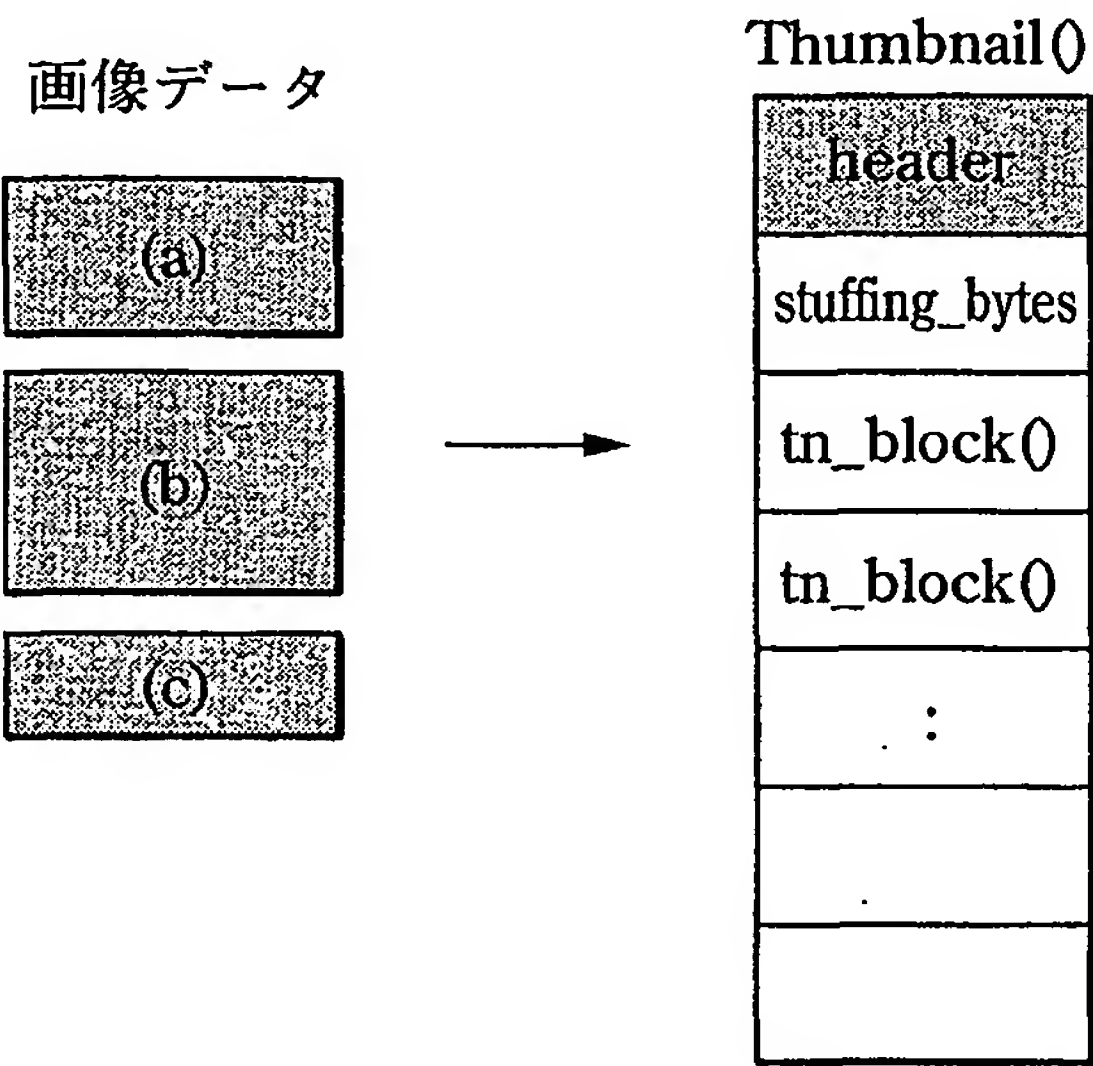 画像データ
(a)
(b)
(c)
Thumbnail()
header
stuffing_bytes
tn_block()
tn_block()
: